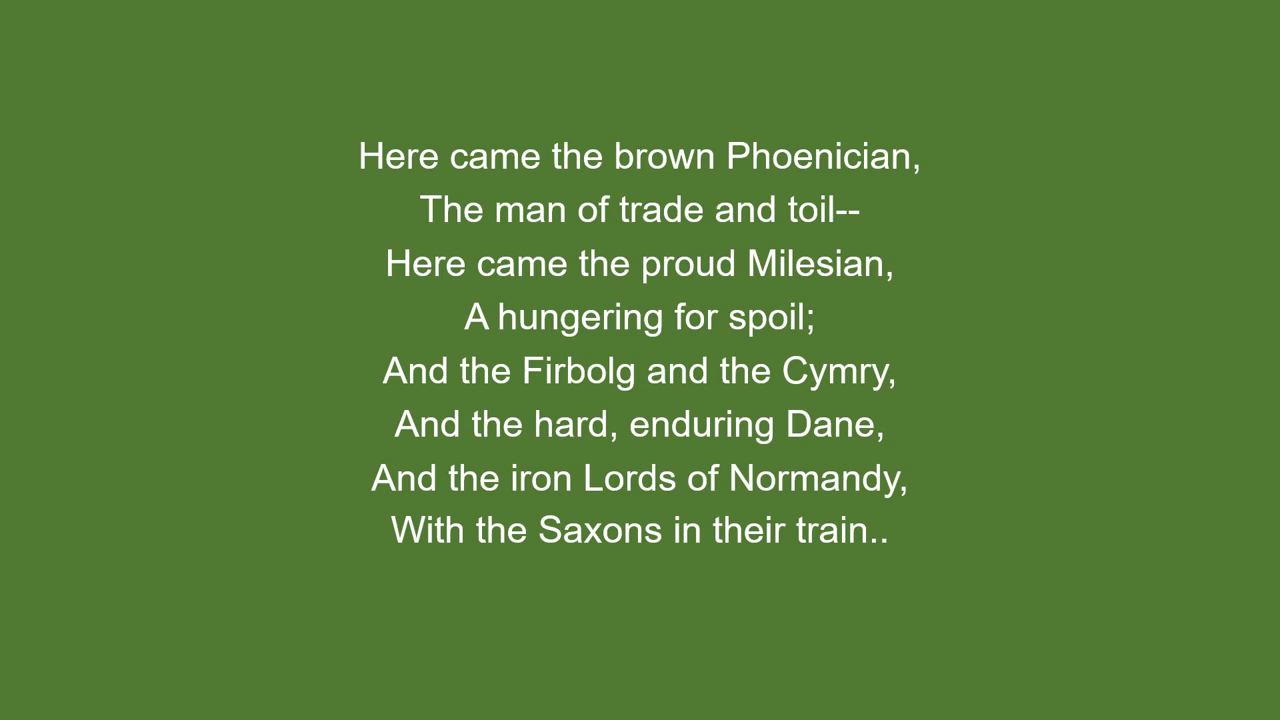 Here came the brown Phoenician,
The man of trade and toil--
Here came the proud Milesian,
A hungering for spoil;
And the Firbolg and the Cymry,
And the hard, enduring Dane,
And the iron Lords of Normandy,
With the Saxons in their train..